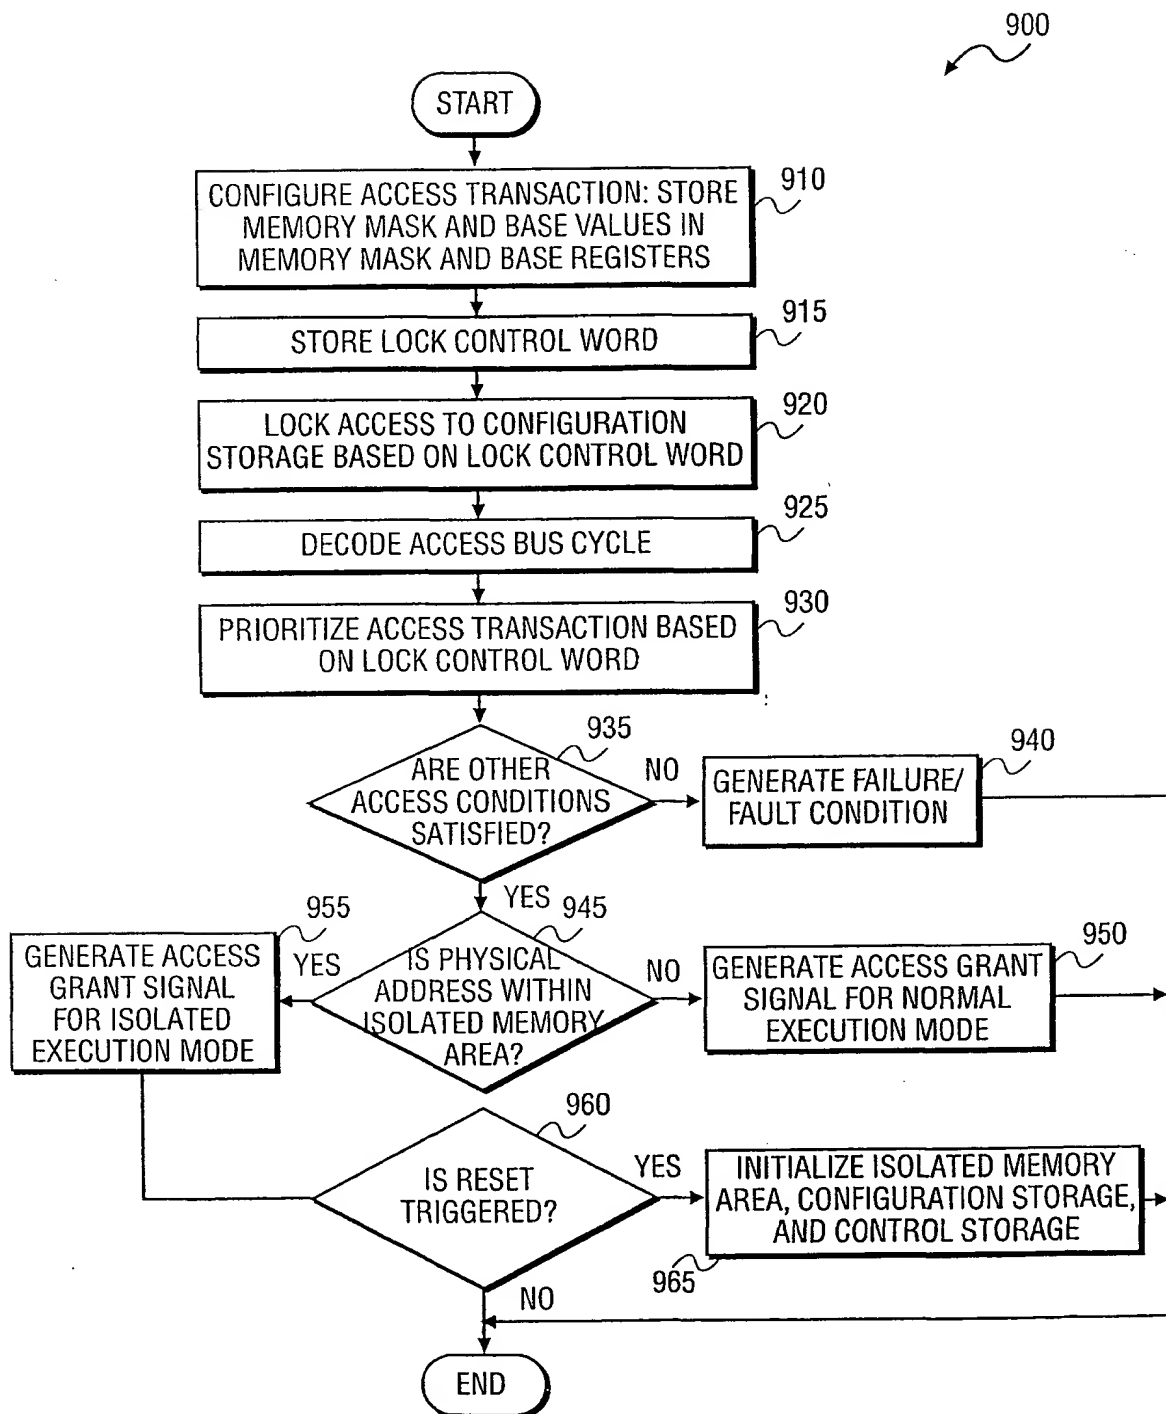 900
START
CONFIGURE ACCESS TRANSACTION: STORE
MEMORY MASK AND BASE VALUES IN
MEMORY MASK AND BASE REGISTERS
910
STORE LOCK CONTROL WORD
915
LOCK ACCESS TO CONFIGURATION
STORAGE BASED ON LOCK CONTROL WORD
920
DECODE ACCESS BUS CYCLE
925
PRIORITIZE ACCESS TRANSACTION BASED
ON LOCK CONTROL WORD
930
ARE OTHER
ACCESS CONDITIONS
SATISFIED?
935
NO
GENERATE FAILURE/
FAULT CONDITION
940
YES
IS PHYSICAL
ADDRESS WITHIN
ISOLATED MEMORY
AREA?
945
YES
GENERATE ACCESS
GRANT SIGNAL
FOR ISOLATED
EXECUTION MODE
955
NO
GENERATE ACCESS GRANT
SIGNAL FOR NORMAL
EXECUTION MODE
950
IS RESET
TRIGGERED?
960
YES
INITIALIZE ISOLATED MEMORY
AREA, CONFIGURATION STORAGE,
AND CONTROL STORAGE
965
NO
END